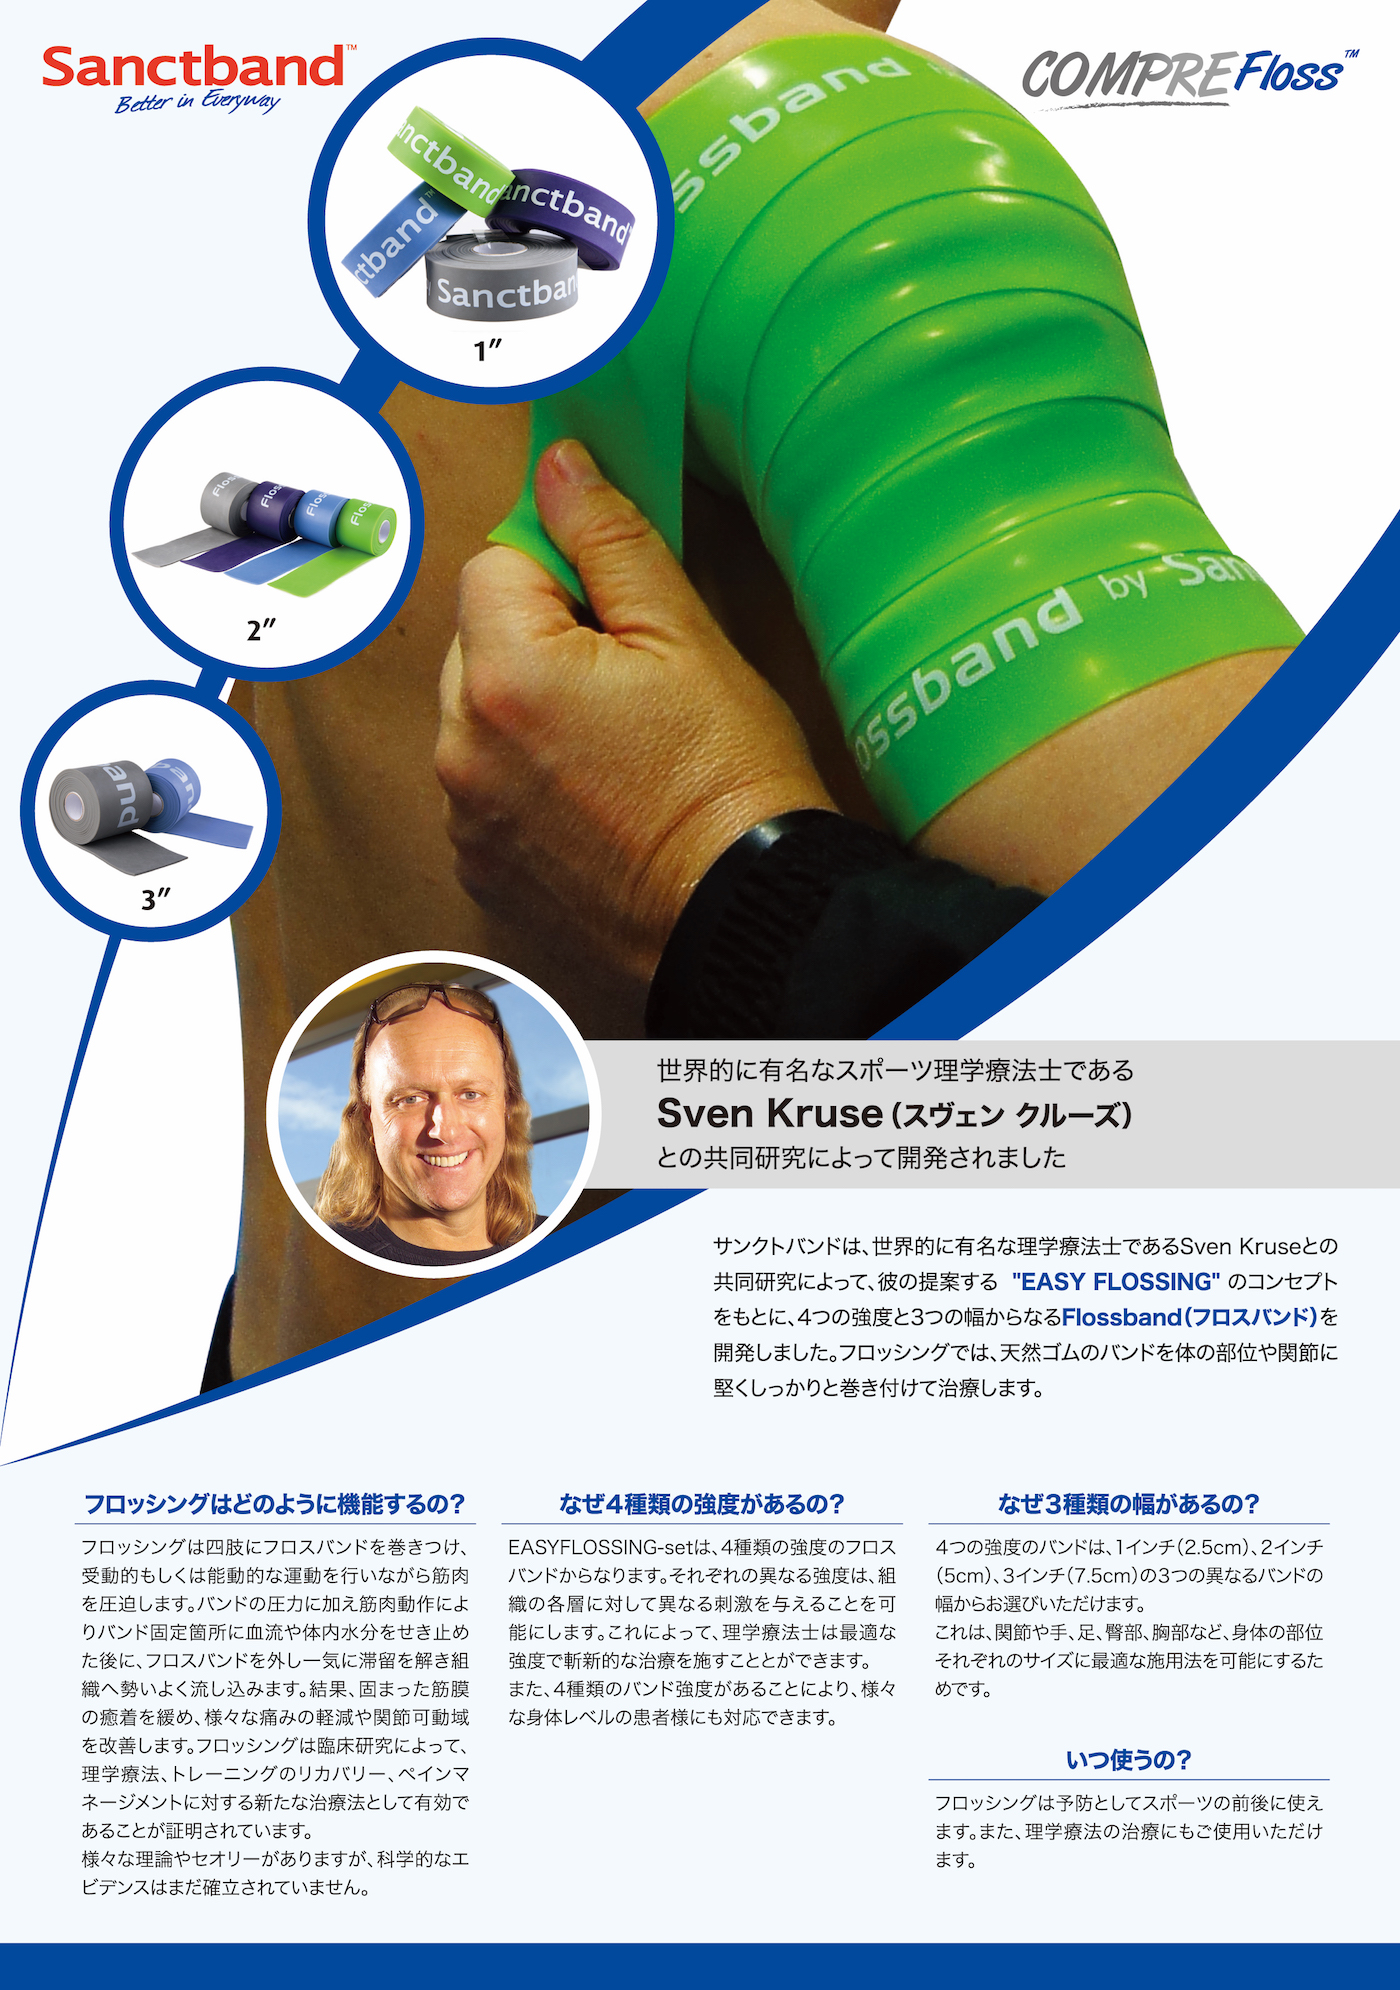 Sanctband™
Better in Everyway
COMPREFloss™
ssband
nctband
anctband
ctband™
Sanctban
1″
Flos
Floss
2″
and
3″
ossband by San
世界的に有名なスポーツ理学療法士である
Sven Kruse（スヴェン クルーズ）
との共同研究によって開発されました
サンクトバンドは、世界的に有名な理学療法士であるSven Kruseとの
共同研究によって、彼の提案する "EASY FLOSSING" のコンセプト
をもとに、4つの強度と3つの幅からなるFlossband（フロスバンド）を
開発しました。フロッシングでは、天然ゴムのバンドを体の部位や関節に
堅くしっかりと巻き付けて治療します。
フロッシングはどのように機能するの？
フロッシングは四肢にフロスバンドを巻きつけ、
受動的もしくは能動的な運動を行いながら筋肉
を圧迫します。バンドの圧力に加え筋肉動作によ
りバンド固定箇所に血流や体内水分をせき止め
た後に、フロスバンドを外し一気に滞留を解き組
織へ勢いよく流し込みます。結果、固まった筋膜
の癒着を緩め、様々な痛みの軽減や関節可動域
を改善します。フロッシングは臨床研究によって、
理学療法、トレーニングのリカバリー、ペインマ
ネージメントに対する新たな治療法として有効で
あることが証明されています。
様々な理論やセオリーがありますが、科学的なエ
ビデンスはまだ確立されていません。
なぜ４種類の強度があるの？
EASYFLOSSING-setは、4種類の強度のフロス
バンドからなります。それぞれの異なる強度は、組
織の各層に対して異なる刺激を与えることを可
能にします。これによって、理学療法士は最適な
強度で斬新的な治療を施すこととができます。
また、4種類のバンド強度があることにより、様々
な身体レベルの患者様にも対応できます。
なぜ３種類の幅があるの？
4つの強度のバンドは、1インチ（2.5cm）、2インチ
（5cm）、3インチ（7.5cm）の3つの異なるバンドの
幅からお選びいただけます。
これは、関節や手、足、臀部、胸部など、身体の部位
それぞれのサイズに最適な施用法を可能にするた
めです。
いつ使うの？
フロッシングは予防としてスポーツの前後に使え
ます。また、理学療法の治療にもご使用いただけ
ます。